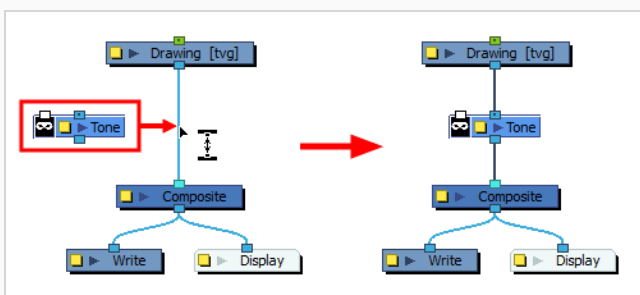 Drawing [tvg]
Tone
Composite
Write
Display
Drawing [tvg]
Tone
Composite
Write
Display